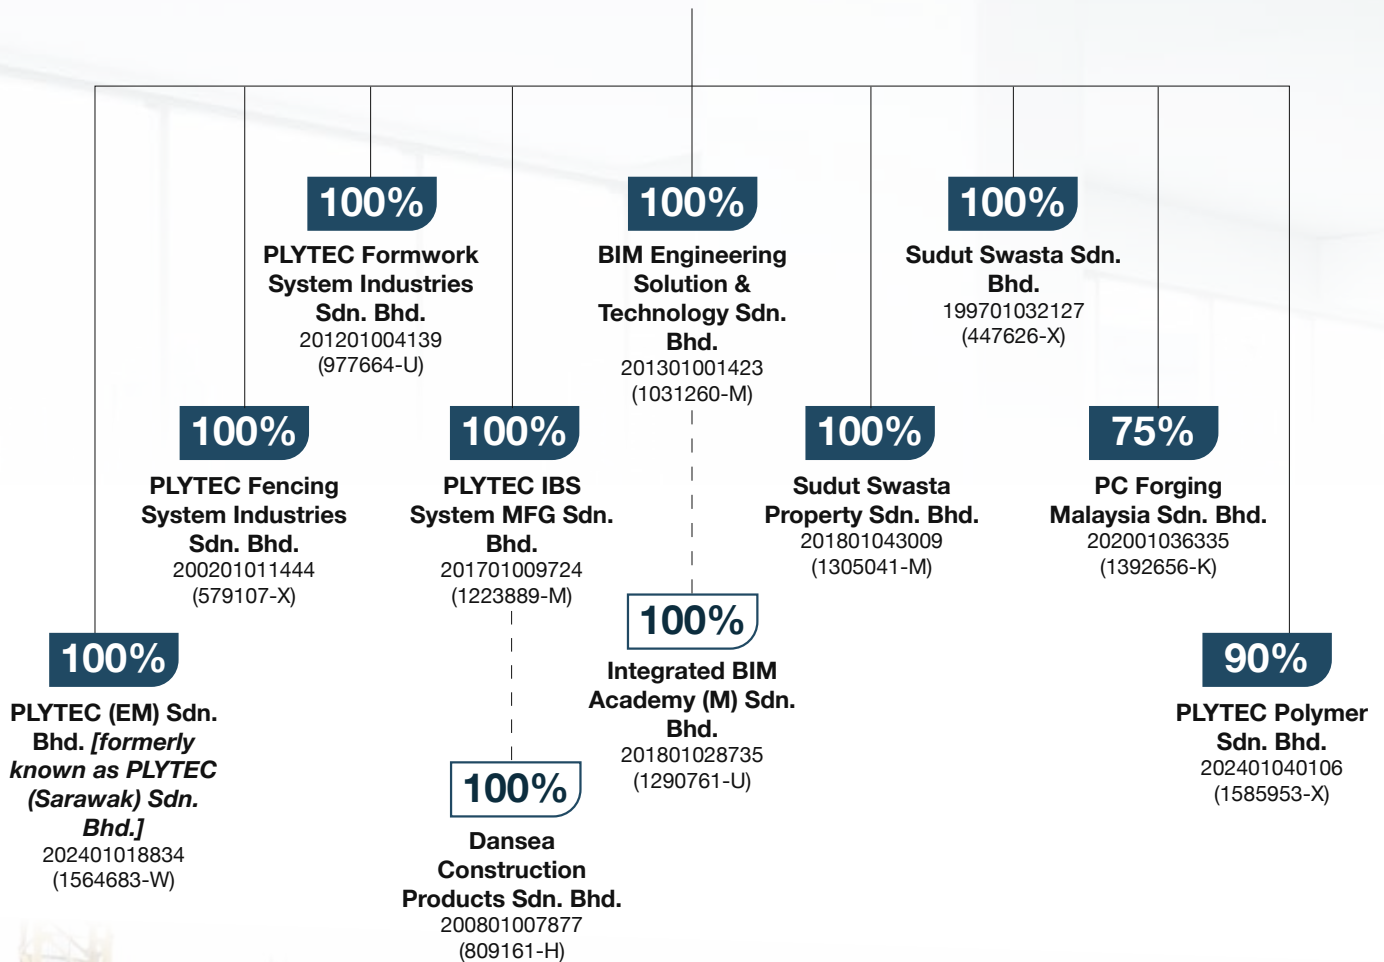 100%
PLYTEC Formwork
System Industries
Sdn. Bhd.
201201004139
(977664-U)
100%
BIM Engineering
Solution &
Technology Sdn.
Bhd.
201301001423
(1031260-M)
100%
Sudut Swasta Sdn.
Bhd.
199701032127
(447626-X)
100%
PLYTEC Fencing
System Industries
Sdn. Bhd.
200201011444
(579107-X)
100%
PLYTEC IBS
System MFG Sdn.
Bhd.
201701009724
(1223889-M)
100%
Sudut Swasta
Property Sdn. Bhd.
201801043009
(1305041-M)
75%
PC Forging
Malaysia Sdn. Bhd.
202001036335
(1392656-K)
100%
Integrated BIM
Academy (M) Sdn.
Bhd.
201801028735
(1290761-U)
100%
PLYTEC (EM) Sdn.
Bhd. [formerly
known as PLYTEC
(Sarawak) Sdn.
Bhd.]
202401018834
(1564683-W)
90%
PLYTEC Polymer
Sdn. Bhd.
202401040106
(1585953-X)
100%
Dansea
Construction
Products Sdn. Bhd.
200801007877
(809161-H)